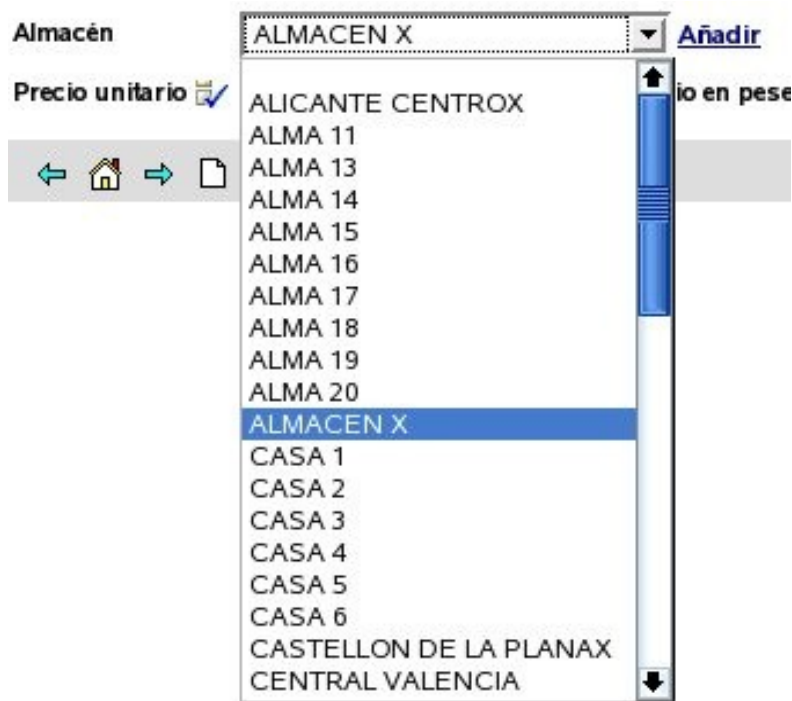 Almacén ALMACEN X Añadir
Precio unitario io en pese
ALICANTE CENTROX
ALMA 11
ALMA 13
ALMA 14
ALMA 15
ALMA 16
ALMA 17
ALMA 18
ALMA 19
ALMA 20
ALMACEN X
CASA 1
CASA 2
CASA 3
CASA 4
CASA 5
CASA 6
CASTELLON DE LA PLANAX
CENTRAL VALENCIA